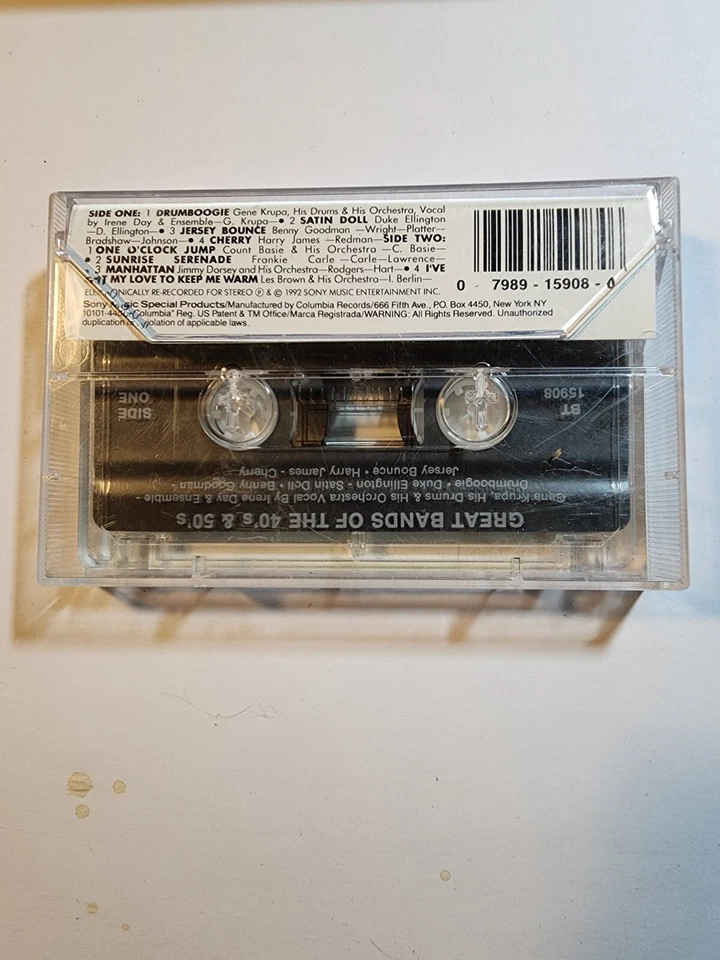 SIDE ONE: 1 DRUMBOOGIE Gene Krupa, His Drums & His Orchestra, Vocal
by Irene Day & Ensemble—G. Krupa—● 2 SATIN DOLL Duke Ellington
—D. Ellington—● 3 JERSEY BOUNCE Benny Goodman —Wright—Platter—
Bradshaw—Johnson—● 4 CHERRY Harry James —Redman—SIDE TWO:
1 ONE O'CLOCK JUMP Count Basie & His Orchestra —C. Basie—
● 2 SUNRISE SERENADE Frankie Carle —Carle—Lawrence—
● 3 MANHATTAN Jimmy Dorsey and His Orchestra—Rodgers—Hart—● 4 I'VE
MY LOVE TO KEEP ME WARM Les Brown & His Orchestra—I. Berlin—
ELECTRONICALLY RE-RECORDED FOR STEREO ℗ & © 1992 SONY MUSIC ENTERTAINMENT INC.
Sony Music Special Products/Manufactured by Columbia Records/666 Fifth Ave., P.O. Box 4450, New York NY
10101-4450/"Columbia" Reg. US Patent & TM Office/Marca Registrada/WARNING: All Rights Reserved. Unauthorized
duplication violation of applicable laws.
0 7989 - 15908 -
GREAT BANDS OF THE 40's & 50's
Gene Krupa, His Drums & His Orchestra Vocal By Irene Day & Ensemble -
Drumboogie • Duke Ellington - Satin Doll • Benny Goodman -
Jersey Bounce • Harry James - Cherry
SIDE
ONE
BT
15908